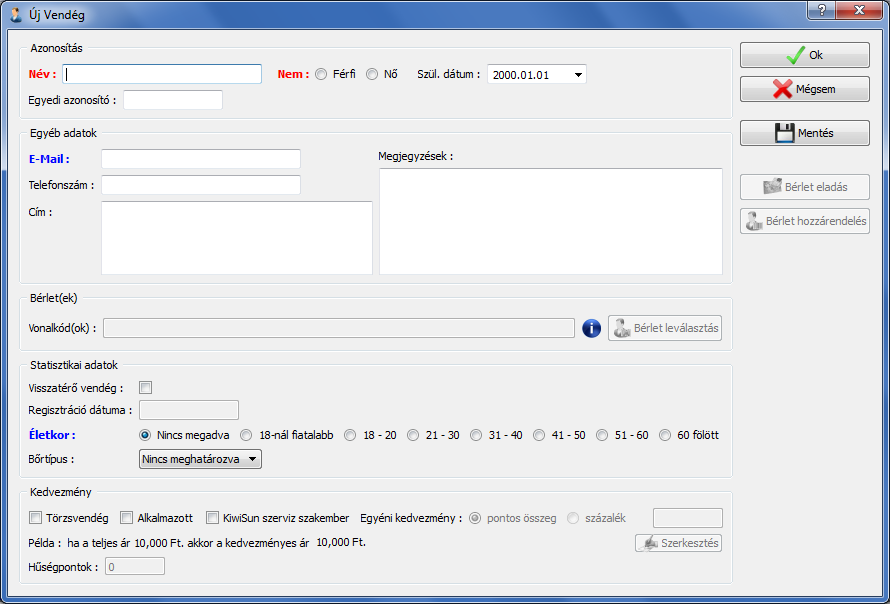 Új Vendég
?
Azonosítás
Név :
Nem : Férfi Nő Szül. dátum : 2000.01.01
Egyedi azonosító :
Ok
Mégsem
Mentés
Bérlet eladás
Bérlet hozzárendelés
Egyéb adatok
E-Mail :
Telefonszám :
Cím :
Megjegyzések :
Bérlet(ek)
Vonalkód(ok) : i Bérlet leválasztás
Statisztikai adatok
Visszatérő vendég :
Regisztráció dátuma :
Életkor : Nincs megadva 18-nál fiatalabb 18 - 20 21 - 30 31 - 40 41 - 50 51 - 60 60 fölött
Bőrtípus : Nincs meghatározva
Kedvezmény
Törzsvendég Alkalmazott KiwiSun szerviz szakember Egyéni kedvezmény : pontos összeg százalék
Példa : ha a teljes ár 10,000 Ft. akkor a kedvezményes ár 10,000 Ft. Szerkesztés
Hűségpontok : 0